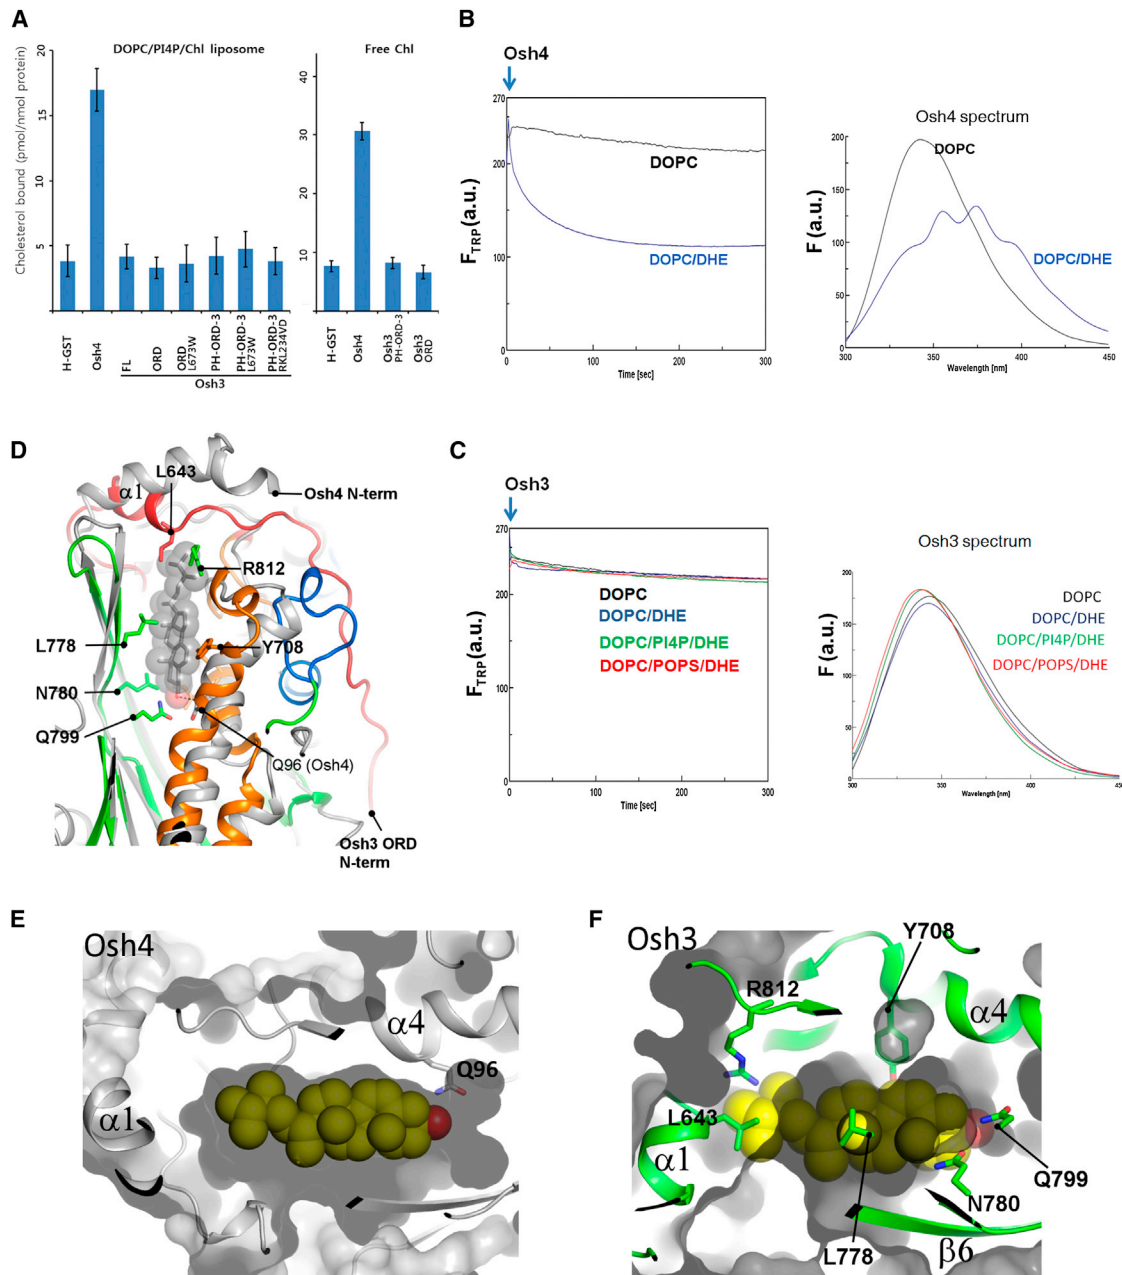 A
DOPC/PI4P/Chl liposome
Free Chl
Cholesterol bound (pmol/nmol protein)
20
15
10
5
40
30
20
10
H-GST
Osh4
FL
ORD
ORD
L673W
PH-ORD-3
PH-ORD-3
L673W
PH-ORD-3
RKL234VD
Osh3
H-GST
Osh4
Osh3
PH-ORD-3
Osh3
ORD
B
Osh4
270
200
100
0
0
100
200
300
FTRP (a.u.)
Time [sec]
DOPC
DOPC/DHE
Osh4 spectrum
F (a.u.)
200
150
100
50
0
300
350
400
450
Wavelength [nm]
DOPC
DOPC/DHE
D
L643
α1
Osh4 N-term
R812
L778
Y708
N780
Q799
Q96 (Osh4)
Osh3 ORD
N-term
C
Osh3
270
200
100
0
0
100
200
300
FTRP (a.u.)
Time [sec]
DOPC
DOPC/DHE
DOPC/PI4P/DHE
DOPC/POPS/DHE
Osh3 spectrum
F (a.u.)
200
150
100
50
0
300
350
400
450
Wavelength [nm]
DOPC
DOPC/DHE
DOPC/PI4P/DHE
DOPC/POPS/DHE
E
Osh4
α4
Q96
α1
F
Osh3
Y708
R812
α4
L643
α1
Q799
N780
L778
β6